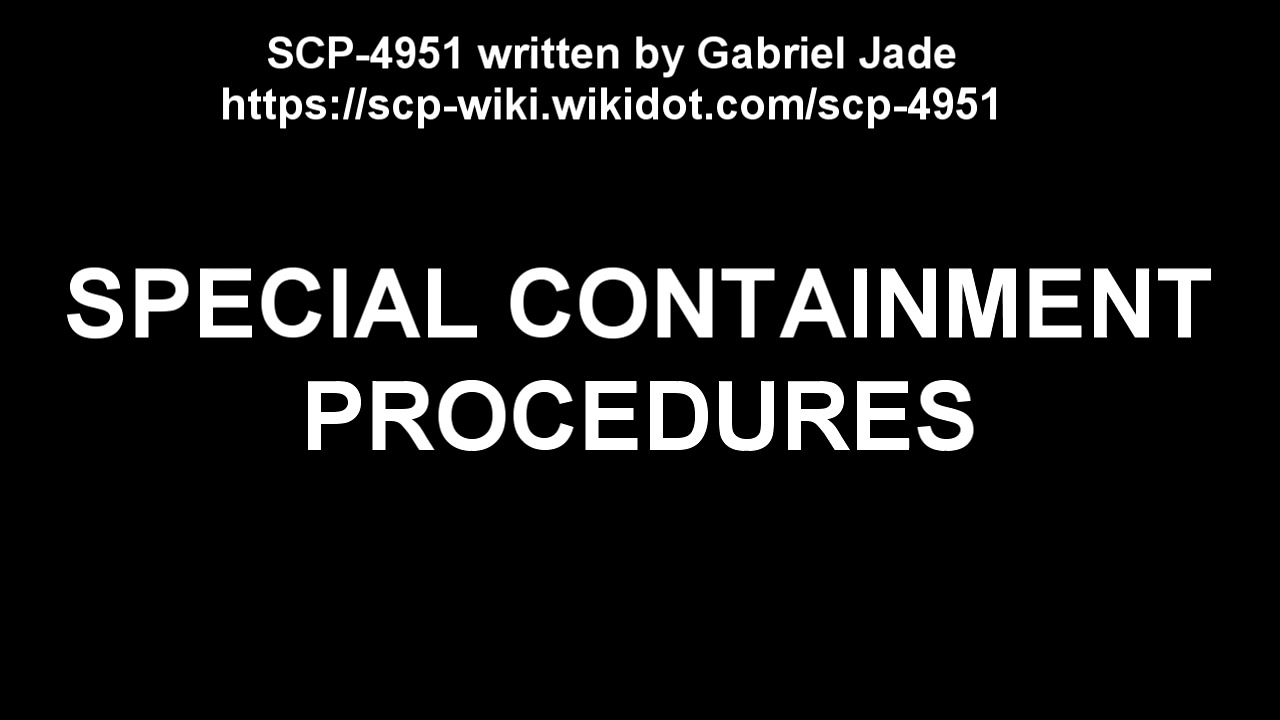 SCP-4951 written by Gabriel Jade
https://scp-wiki.wikidot.com/scp-4951
SPECIAL CONTAINMENT
PROCEDURES